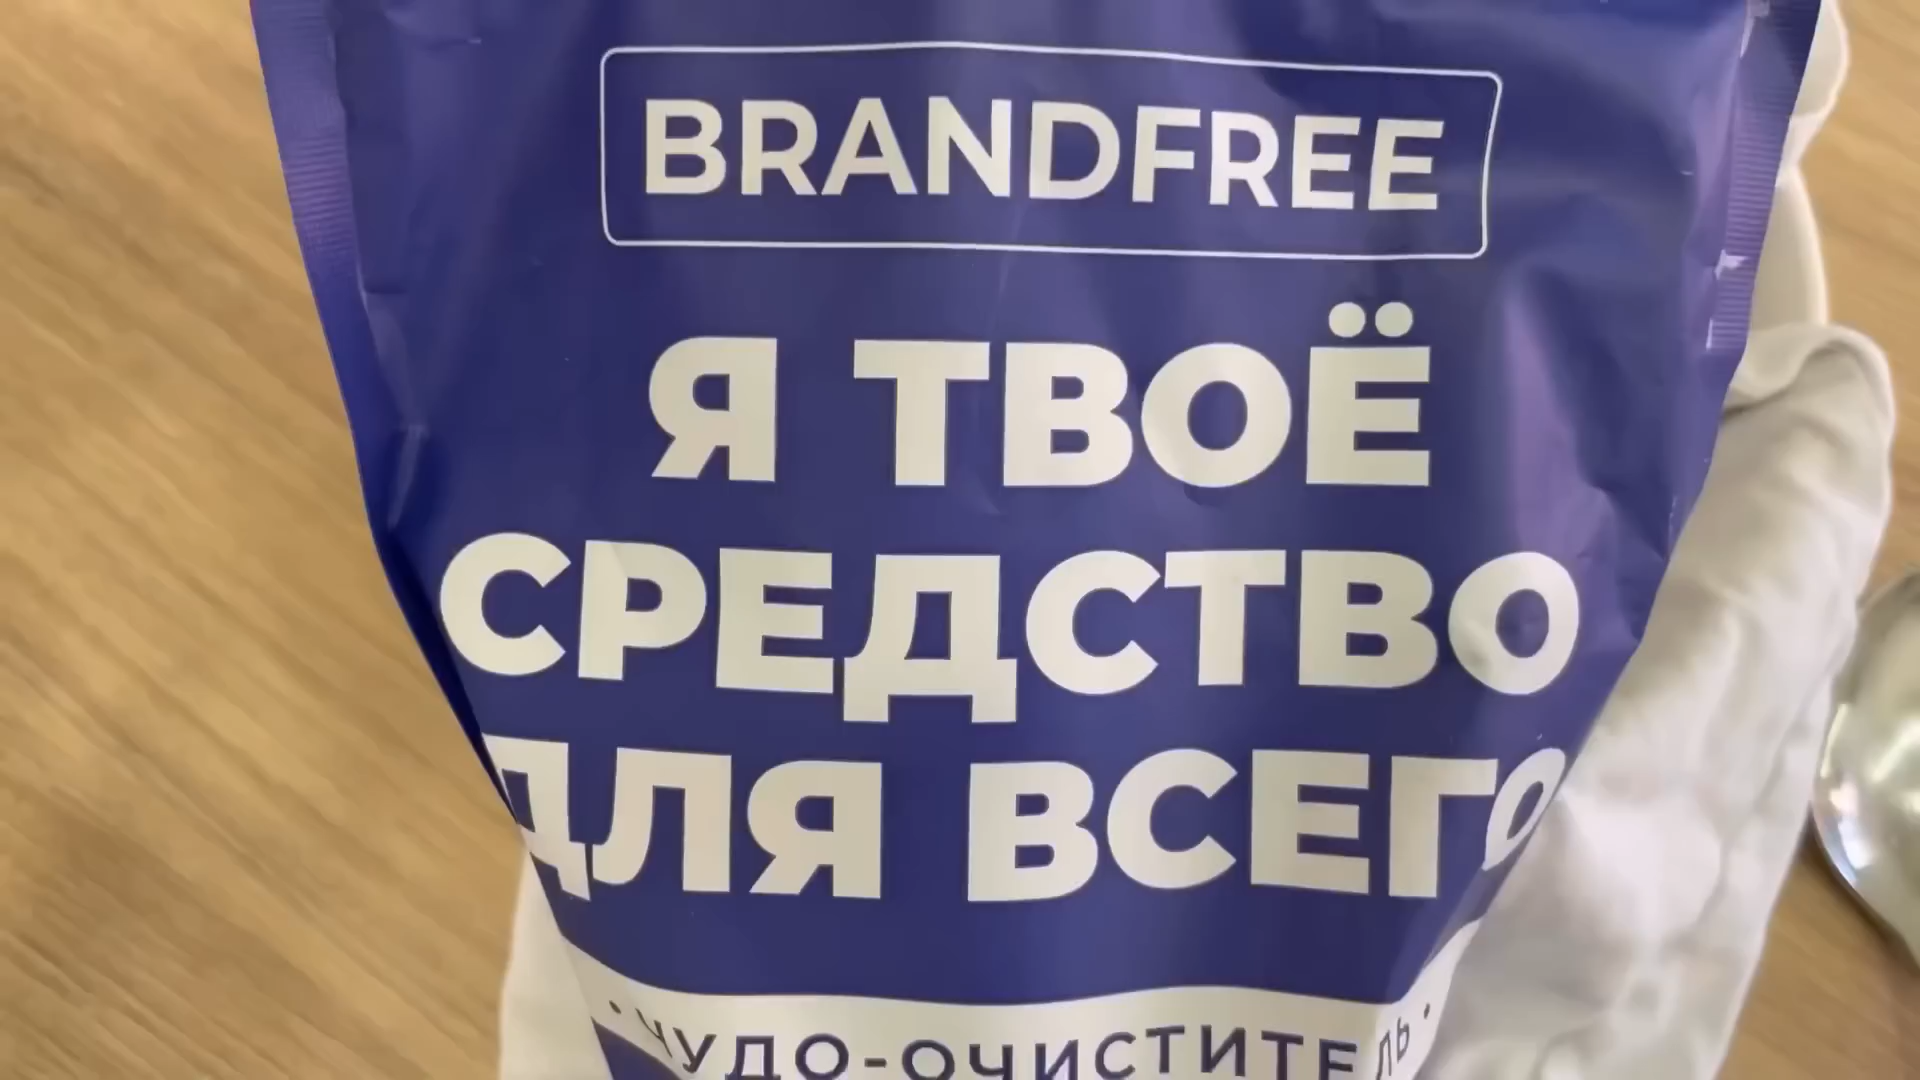 BRANDFREE
Я ТВОЁ
СРЕДСТВО
ДЛЯ ВСЕГО
• ЧУДО-ОЧИСТИТЕЛЬ •